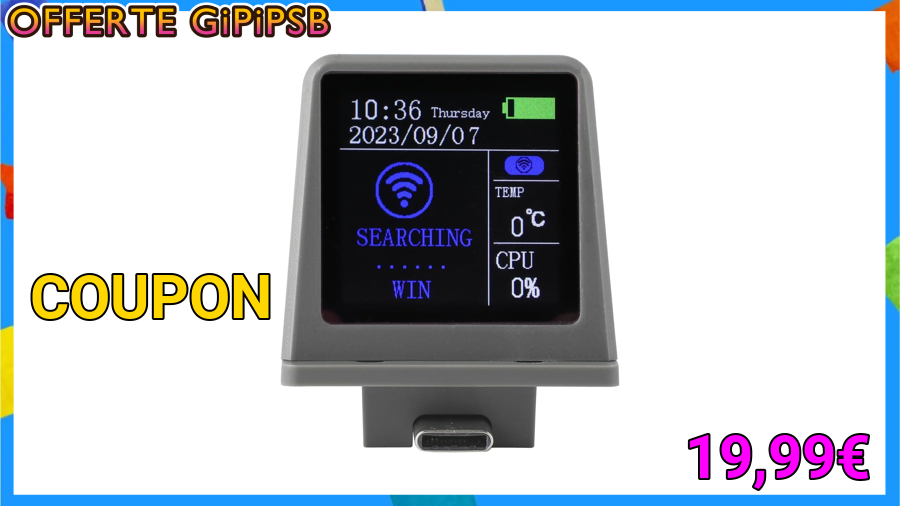 OFFERTE GiPiPSB
10:36 Thursday
2023/09/07
TEMP
0°C
SEARCHING
......
WIN
CPU
0%
COUPON
19,99€